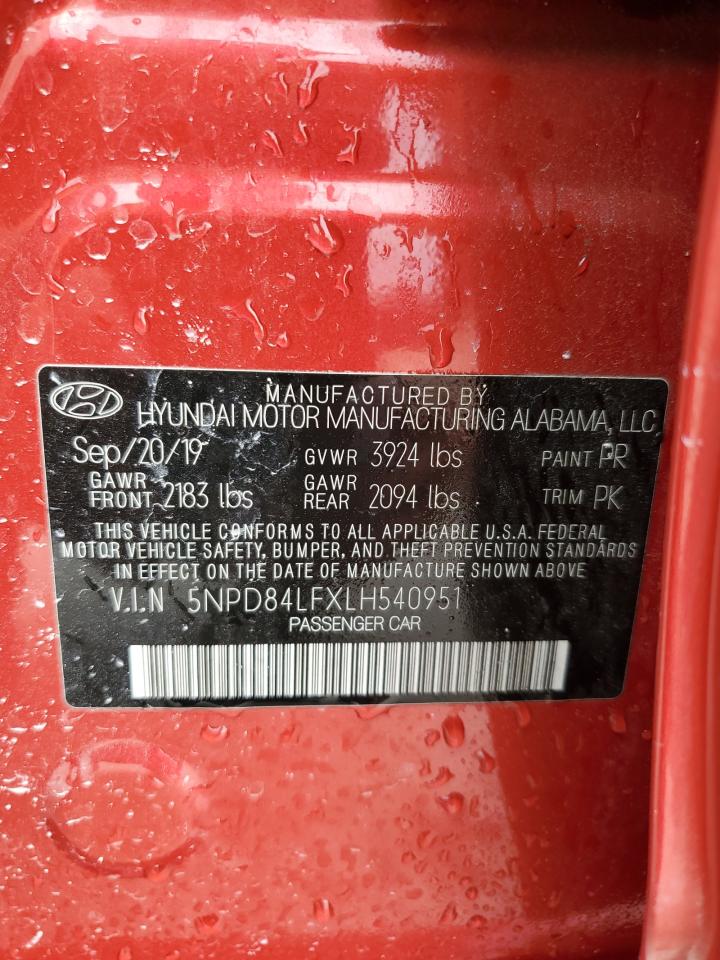 MANUFACTURED BY
HYUNDAI MOTOR MANUFACTURING ALABAMA, LLC
Sep/20/19 GVWR 3924 lbs PAINT PR
GAWR FRONT 2183 lbs GAWR REAR 2094 lbs TRIM PK
THIS VEHICLE CONFORMS TO ALL APPLICABLE U.S.A. FEDERAL
MOTOR VEHICLE SAFETY, BUMPER, AND THEFT PREVENTION STANDARDS
IN EFFECT ON THE DATE OF MANUFACTURE SHOWN ABOVE
V.I.N 5NPD84LFXLH540951
PASSENGER CAR